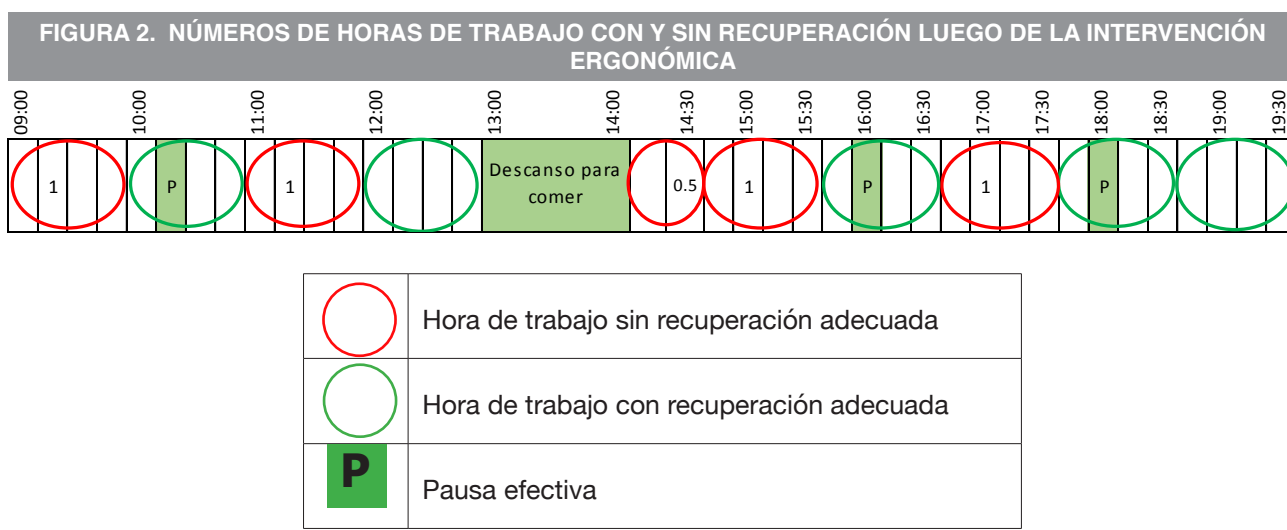 FIGURA 2. NÚMEROS DE HORAS DE TRABAJO CON Y SIN RECUPERACIÓN LUEGO DE LA INTERVENCIÓN
ERGONÓMICA
09:00 10:00 11:00 12:00 13:00 14:00 14:30 15:00 15:30 16:00 16:30 17:00 17:30 18:00 18:30 19:00 19:30
1 P 1 Descanso para comer 0.5 1 P 1 P
Hora de trabajo sin recuperación adecuada
Hora de trabajo con recuperación adecuada
P Pausa efectiva